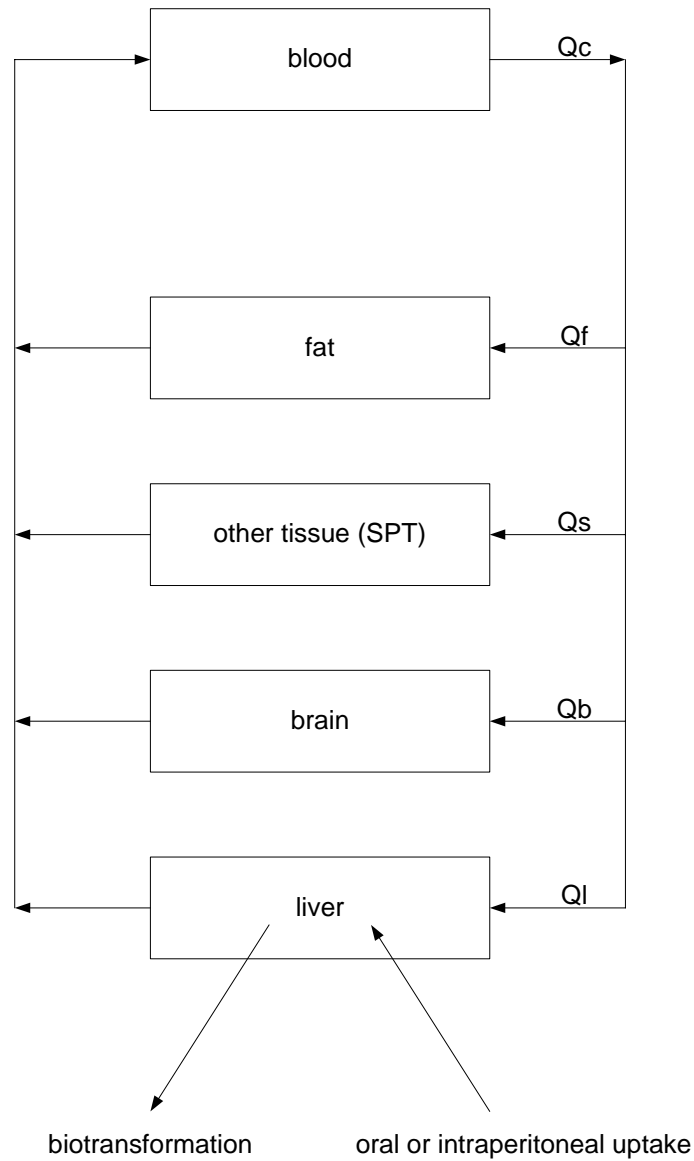 blood
Qc
fat
Qf
other tissue (SPT)
Qs
brain
Qb
liver
Ql
biotransformation
oral or intraperitoneal uptake